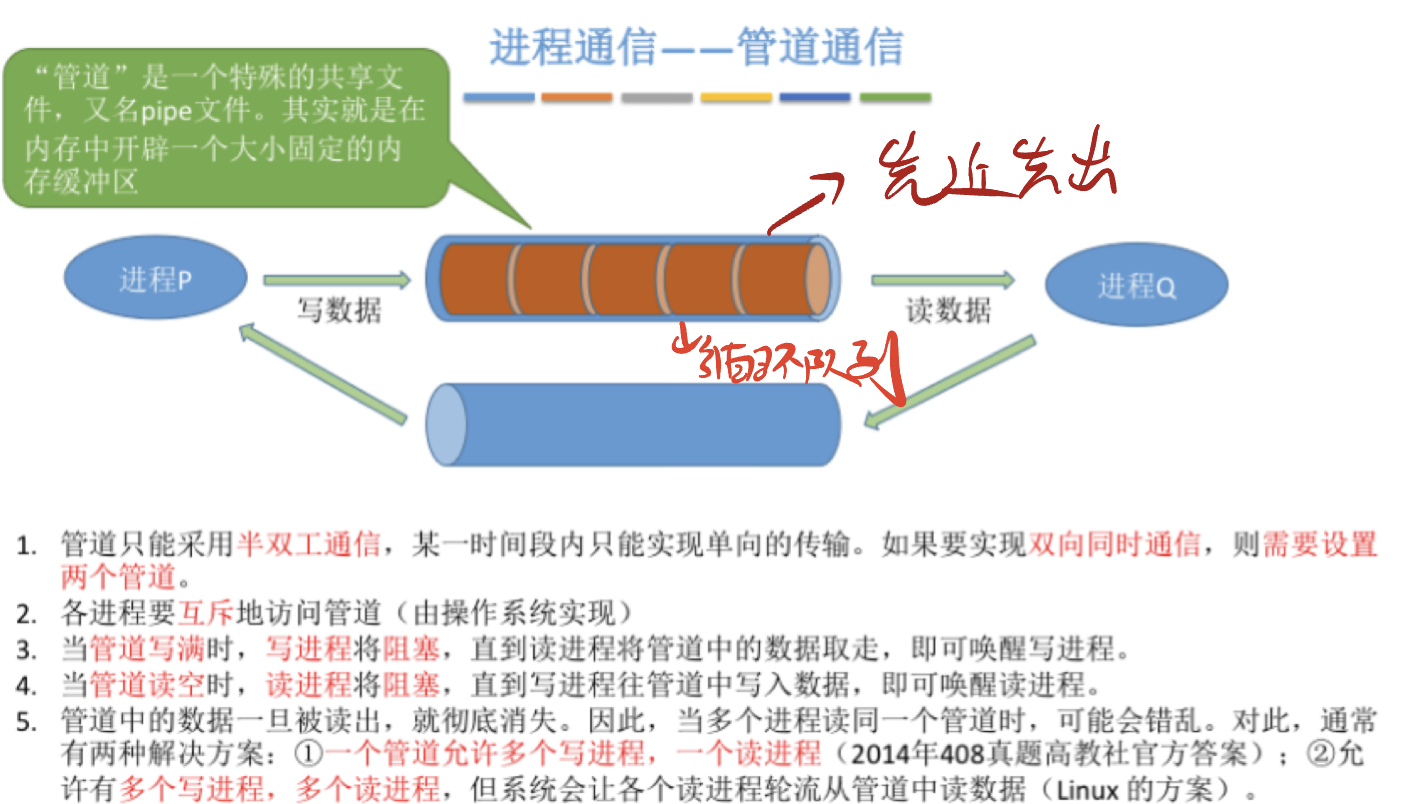 进程通信——管道通信
“管道”是一个特殊的共享文
件，又名pipe文件。其实就是在
内存中开辟一个大小固定的内
存缓冲区
先近先出
进程P
写数据
读数据
进程Q
循环队列
1. 管道只能采用半双工通信，某一时间段内只能实现单向的传输。如果要实现双向同时通信，则需要设置
两个管道。
2. 各进程要互斥地访问管道（由操作系统实现）
3. 当管道写满时，写进程将阻塞，直到读进程将管道中的数据取走，即可唤醒写进程。
4. 当管道读空时，读进程将阻塞，直到写进程往管道中写入数据，即可唤醒读进程。
5. 管道中的数据一旦被读出，就彻底消失。因此，当多个进程读同一个管道时，可能会错乱。对此，通常
有两种解决方案：①一个管道允许多个写进程，一个读进程（2014年408真题高教社官方答案）；②允
许有多个写进程，多个读进程，但系统会让各个读进程轮流从管道中读数据（Linux 的方案）。